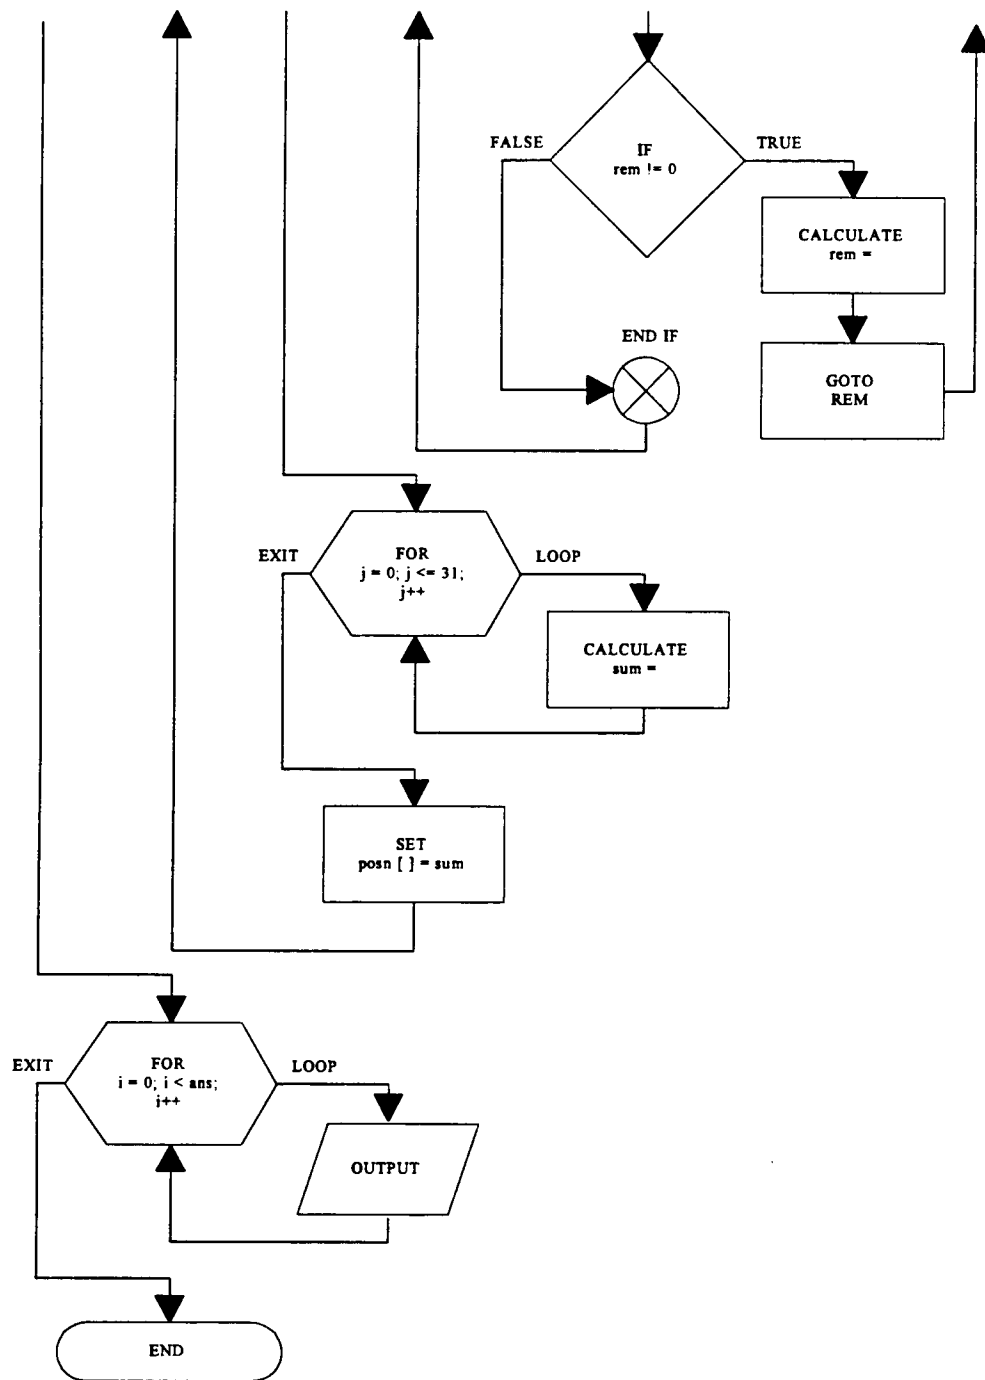 FALSE
TRUE
IF
rem != 0
CALCULATE
rem =
END IF
GOTO
REM
EXIT
LOOP
FOR
j = 0; j <= 31;
j++
CALCULATE
sum =
SET
posn [ ] = sum
EXIT
LOOP
FOR
i = 0; i < ans;
j++
OUTPUT
END